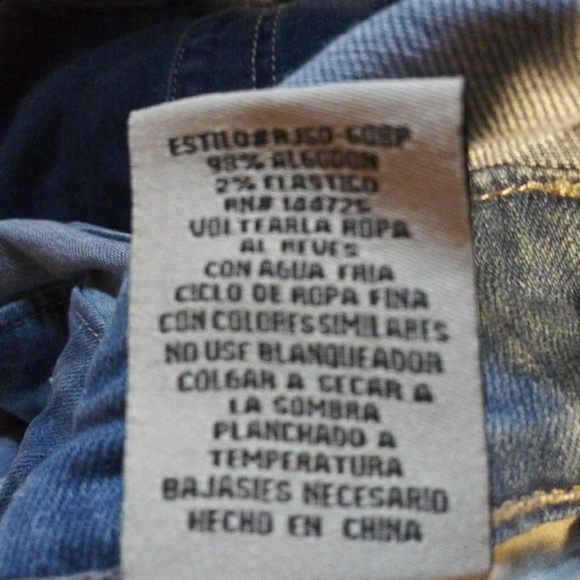 ESTILO#RJ60-608P
98% ALGODON
2% ELASTICO
RN# 144725
VOLTEARLA ROPA
AL REVES
CON AGUA FRIA
CICLO DE ROPA FINA
CON COLORES SIMILARES
NO USE BLANQUEADOR
COLGAR A SECAR A
LA SOMBRA
PLANCHADO A
TEMPERATURA
BAJASIES NECESARIO
HECHO EN CHINA